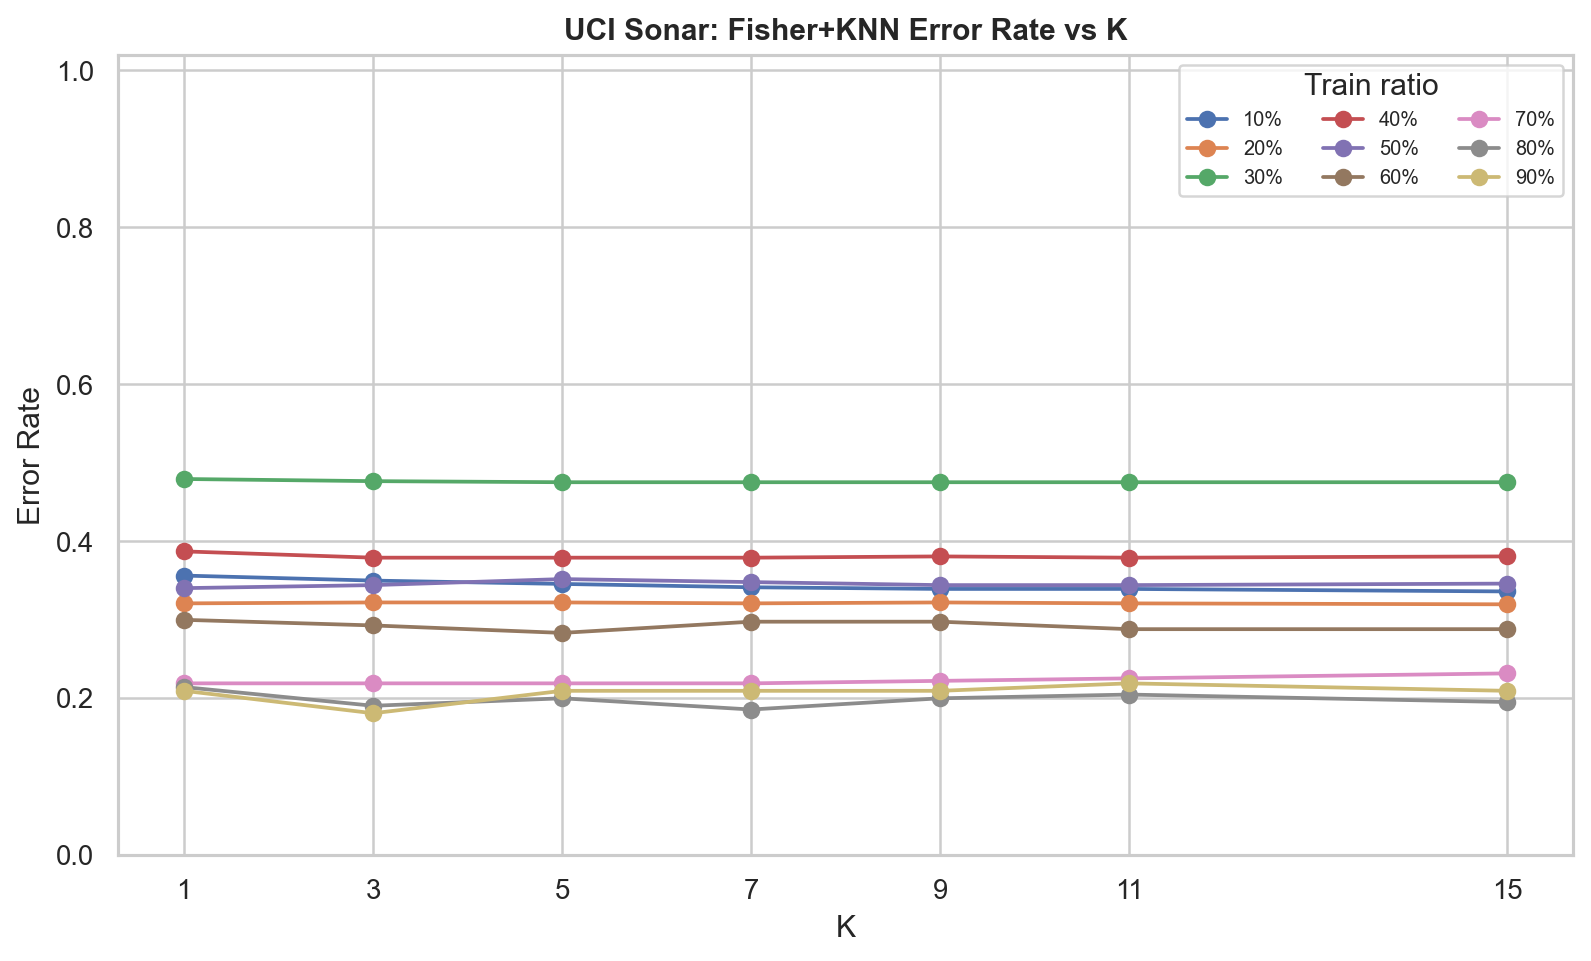 UCI Sonar: Fisher+KNN Error Rate vs K
Train ratio
10% 40% 70%
20% 50% 80%
30% 60% 90%
1.0
0.8
0.6
0.4
0.2
0.0
Error Rate
1 3 5 7 9 11 15
K